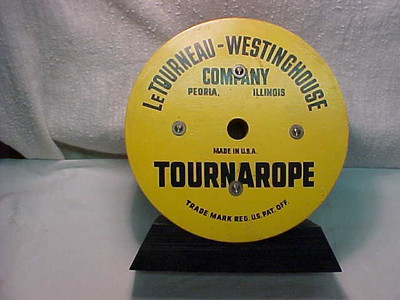 LeTourneau-Westinghouse
COMPANY
PEORIA, ILLINOIS
MADE IN U.S.A.
TOURNAROPE
TRADE MARK REG. U.S. PAT. OFF.